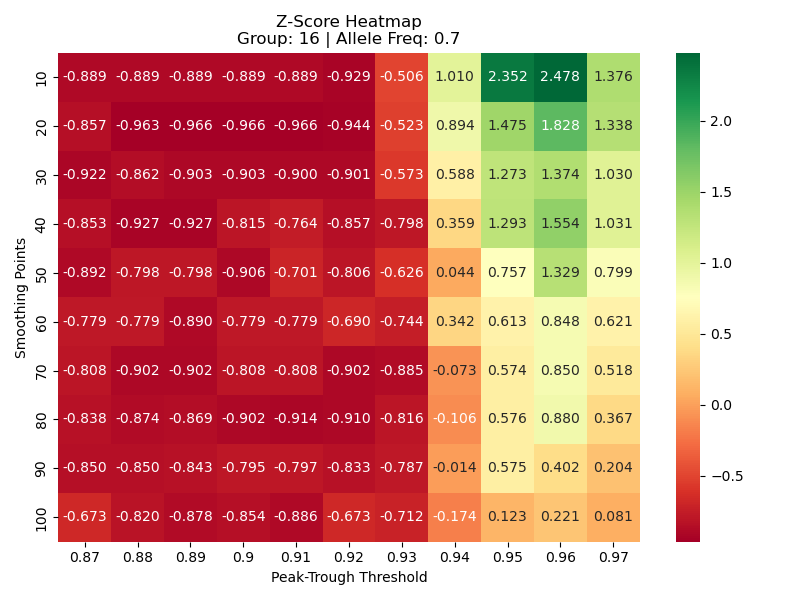 Z-Score Heatmap
Group: 16 | Allele Freq: 0.7
10 -0.889 -0.889 -0.889 -0.889 -0.889 -0.929 -0.506 1.010 2.352 2.478 1.376
20 -0.857 -0.963 -0.966 -0.966 -0.966 -0.944 -0.523 0.894 1.475 1.828 1.338
30 -0.922 -0.862 -0.903 -0.903 -0.900 -0.901 -0.573 0.588 1.273 1.374 1.030
40 -0.853 -0.927 -0.927 -0.815 -0.764 -0.857 -0.798 0.359 1.293 1.554 1.031
50 -0.892 -0.798 -0.798 -0.906 -0.701 -0.806 -0.626 0.044 0.757 1.329 0.799
60 -0.779 -0.779 -0.890 -0.779 -0.779 -0.690 -0.744 0.342 0.613 0.848 0.621
70 -0.808 -0.902 -0.902 -0.808 -0.808 -0.902 -0.885 -0.073 0.574 0.850 0.518
80 -0.838 -0.874 -0.869 -0.902 -0.914 -0.910 -0.816 -0.106 0.576 0.880 0.367
90 -0.850 -0.850 -0.843 -0.795 -0.797 -0.833 -0.787 -0.014 0.575 0.402 0.204
100 -0.673 -0.820 -0.878 -0.854 -0.886 -0.673 -0.712 -0.174 0.123 0.221 0.081
0.87 0.88 0.89 0.9 0.91 0.92 0.93 0.94 0.95 0.96 0.97
Peak-Trough Threshold
Smoothing Points
2.0
1.5
1.0
0.5
0.0
−0.5